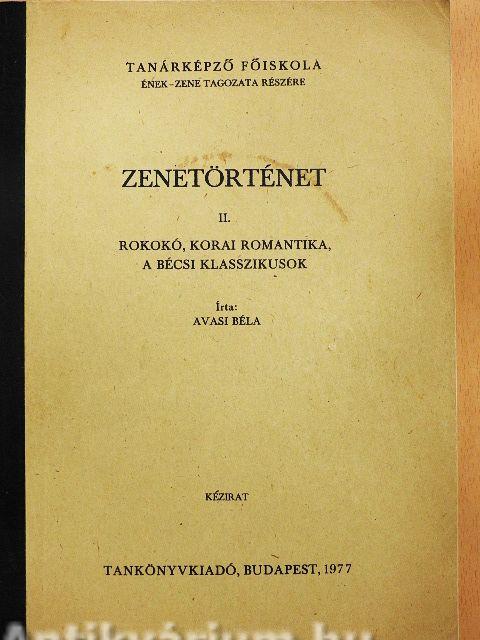 TANÁRKÉPZŐ FŐISKOLA
ÉNEK–ZENE TAGOZATA RÉSZÉRE
ZENETÖRTÉNET
II.
ROKOKÓ, KORAI ROMANTIKA,
A BÉCSI KLASSZIKUSOK
Írta:
AVASI BÉLA
KÉZIRAT
TANKÖNYVKIADÓ, BUDAPEST, 1977
Antikvárium.hu